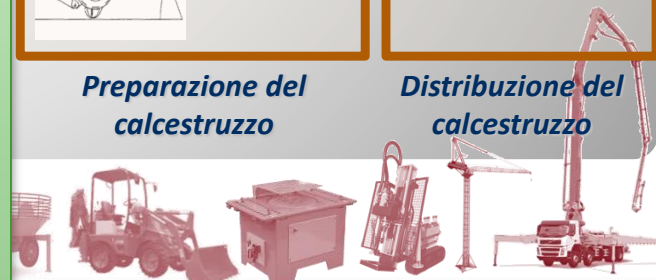 Preparazione del
calcestruzzo
Distribuzione del
calcestruzzo